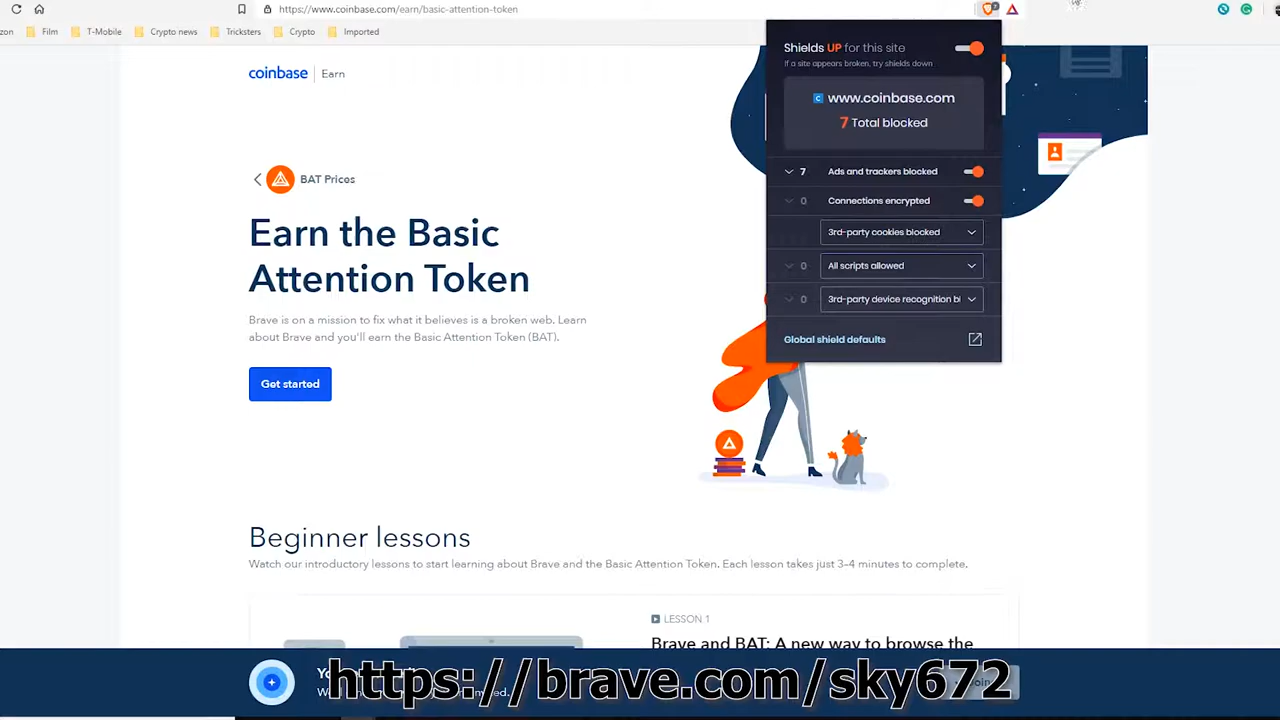 https://www.coinbase.com/earn/basic-attention-token
Film
T-Mobile
Crypto news
Tricksters
Crypto
Imported
coinbase
Earn
BAT Prices
Earn the Basic
Attention Token
Brave is on a mission to fix what it believes is a broken web. Learn
about Brave and you'll earn the Basic Attention Token (BAT).
Get started
Shields UP for this site
If a site appears broken, try shields down
www.coinbase.com
7 Total blocked
7 Ads and trackers blocked
0 Connections encrypted
3rd-party cookies blocked
0 All scripts allowed
0 3rd-party device recognition bl
Global shield defaults
Beginner lessons
Watch our introductory lessons to start learning about Brave and the Basic Attention Token. Each lesson takes just 3-4 minutes to complete.
LESSON 1
Brave and BAT: A new way to browse the
https://brave.com/sky672